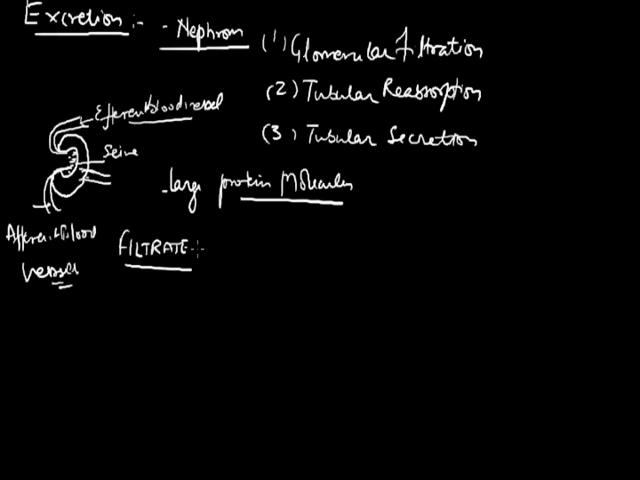 Excretion :- - Nephron
(1) Glomerular Filtration
(2) Tubular Reabsorption
(3) Tubular Secretion
Efferent blood vessel
Seive
- large protein Molecules
Afferent blood
vessel
FILTRATE :-